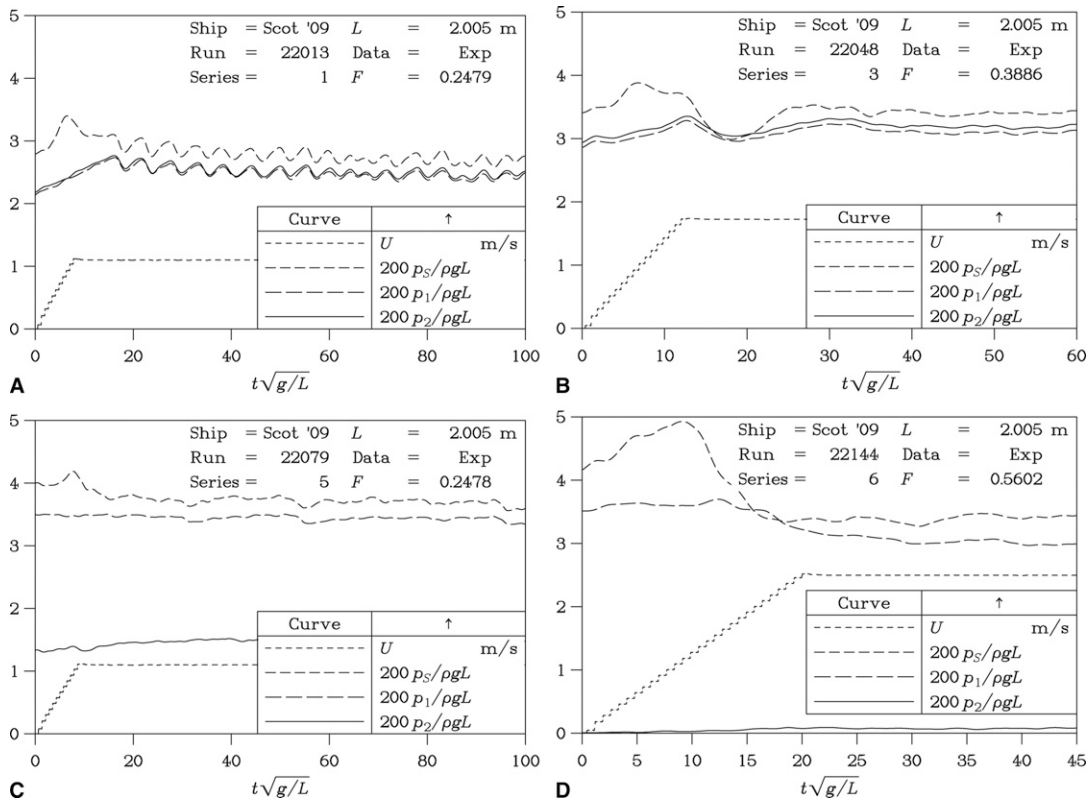 Ship = Scot '09 L = 2.005 m
Run = 22013 Data = Exp
Series = 1 F = 0.2479
5
4
3
2
1
0
Curve ↑
U m/s
200 p_S/ρgL
200 p_1/ρgL
200 p_2/ρgL
0 20 40 60 80 100
A t√g/L
Ship = Scot '09 L = 2.005 m
Run = 22048 Data = Exp
Series = 3 F = 0.3886
5
4
3
2
1
0
Curve ↑
U m/s
200 p_S/ρgL
200 p_1/ρgL
200 p_2/ρgL
0 10 20 30 40 50 60
B t√g/L
Ship = Scot '09 L = 2.005 m
Run = 22079 Data = Exp
Series = 5 F = 0.2478
5
4
3
2
1
0
Curve ↑
U m/s
200 p_S/ρgL
200 p_1/ρgL
200 p_2/ρgL
0 20 40 60 80 100
C t√g/L
Ship = Scot '09 L = 2.005 m
Run = 22144 Data = Exp
Series = 6 F = 0.5602
5
4
3
2
1
0
Curve ↑
U m/s
200 p_S/ρgL
200 p_1/ρgL
200 p_2/ρgL
0 5 10 15 20 25 30 35 40 45
D t√g/L